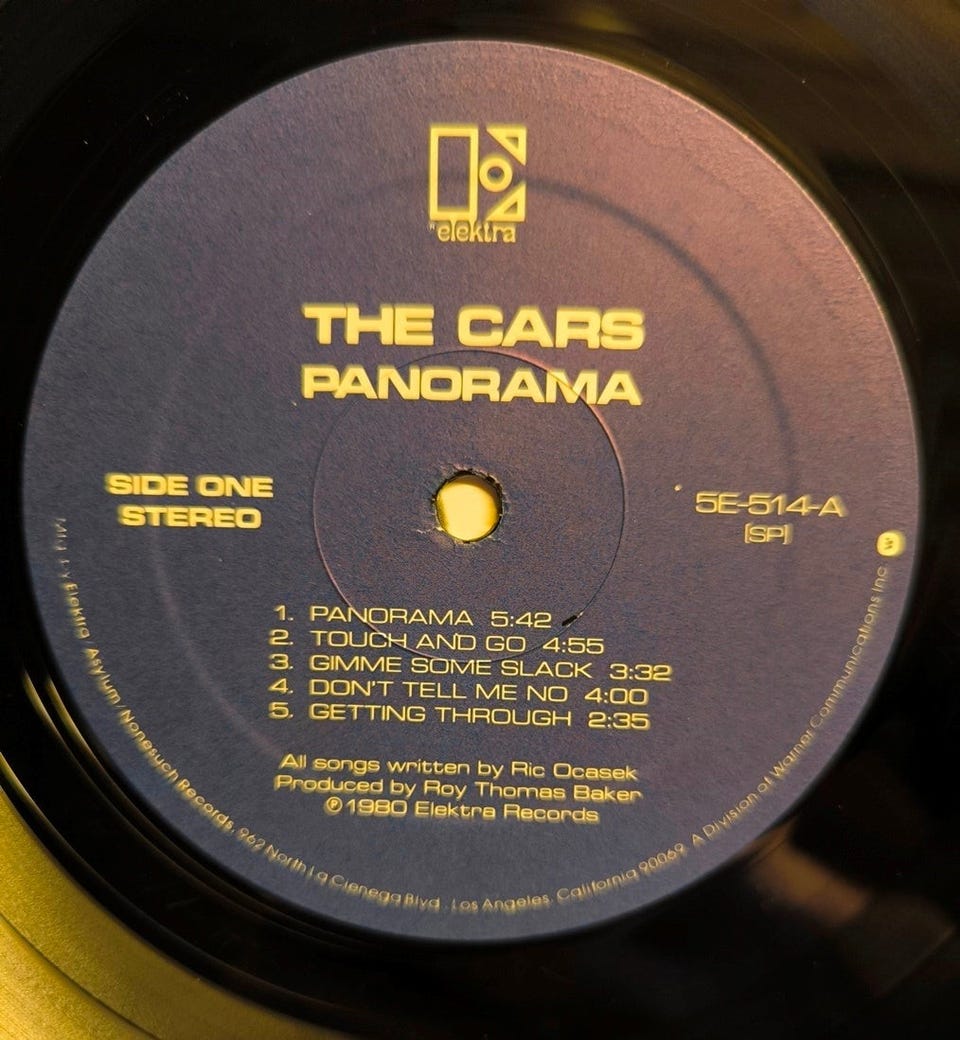 elektra
THE CARS
PANORAMA
SIDE ONE
STEREO
5E-514-A
[SP]
1. PANORAMA 5:42
2. TOUCH AND GO 4:55
3. GIMME SOME SLACK 3:32
4. DON'T TELL ME NO 4:00
5. GETTING THROUGH 2:35
All songs written by Ric Ocasek
Produced by Roy Thomas Baker
℗1980 Elektra Records
Elektra / Asylum / Nonesuch Records, 962 North La Cienega Blvd., Los Angeles, California 90069. A Division of Warner Communications Inc.